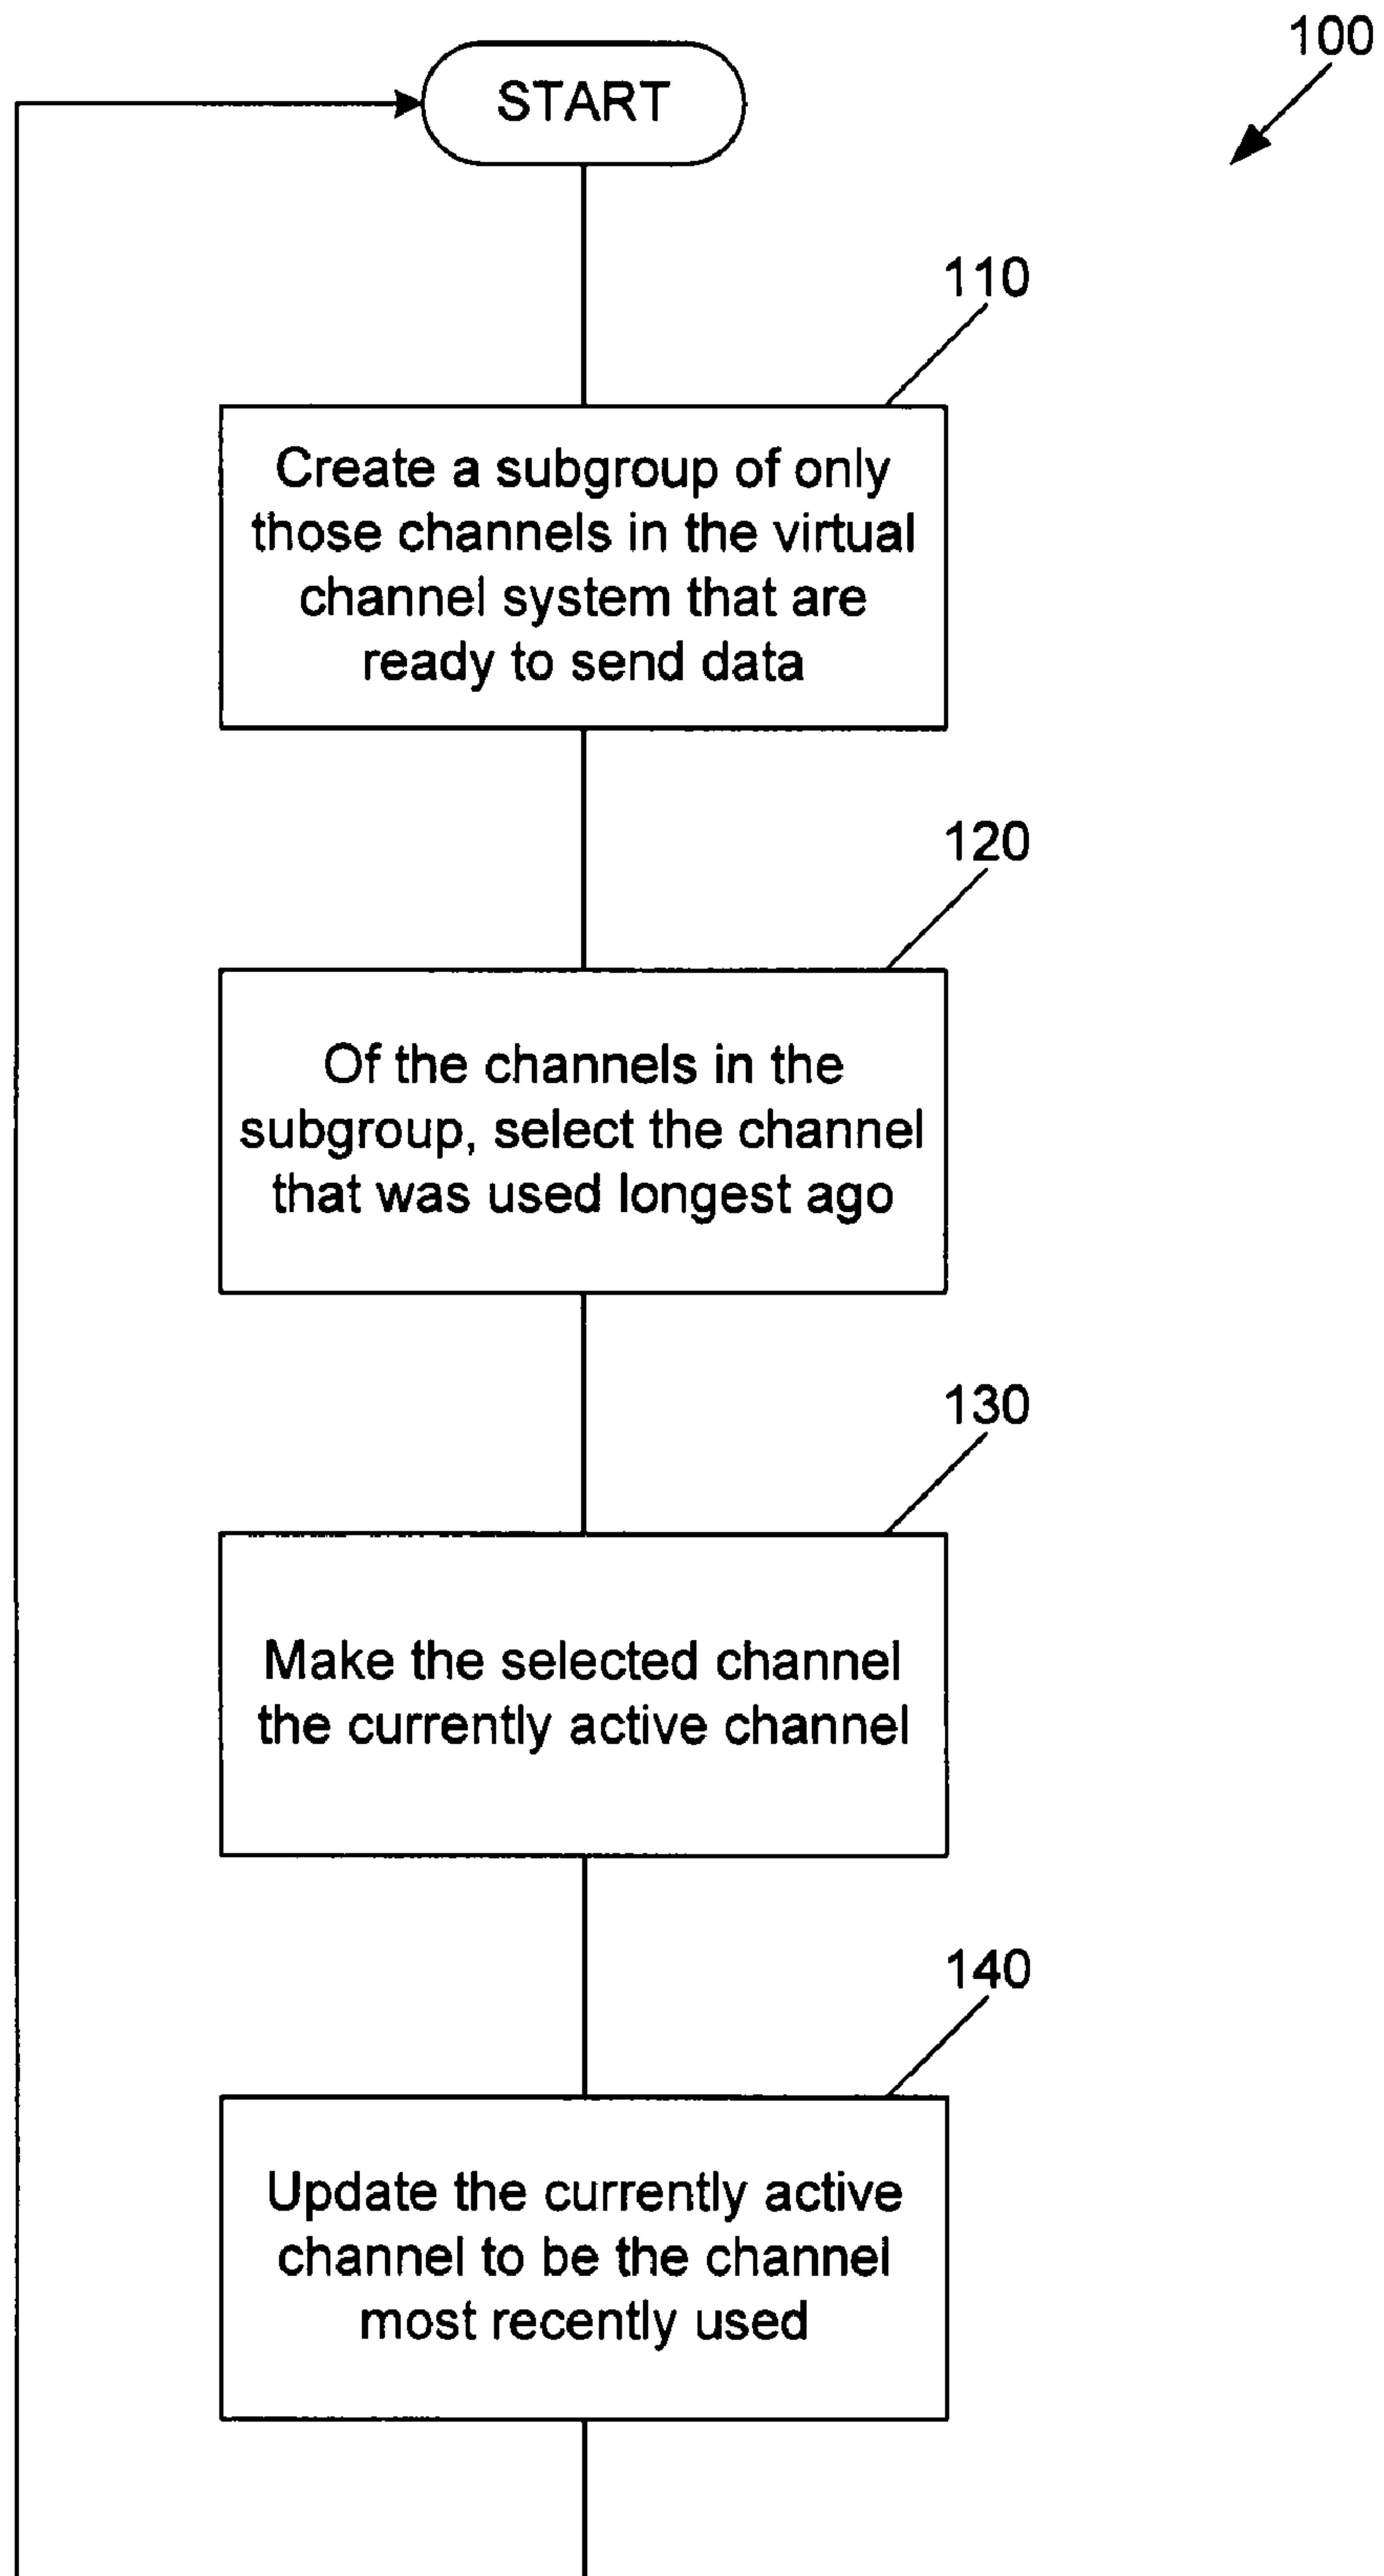 100
START
110
Create a subgroup of only
those channels in the virtual
channel system that are
ready to send data
120
Of the channels in the
subgroup, select the channel
that was used longest ago
130
Make the selected channel
the currently active channel
140
Update the currently active
channel to be the channel
most recently used